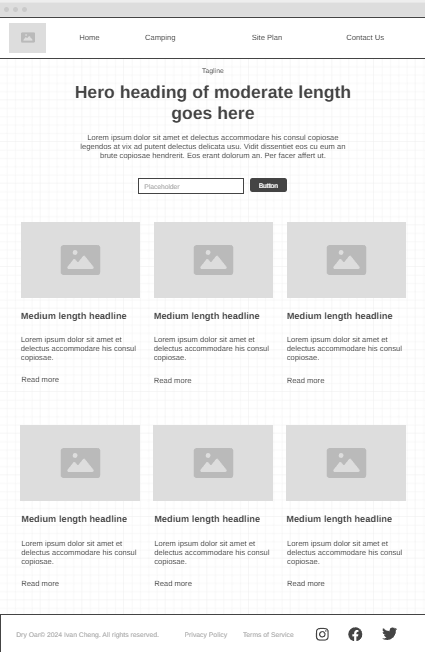 Home Camping Site Plan Contact Us
Tagline
Hero heading of moderate length
goes here
Lorem ipsum dolor sit amet et delectus accommodare his consul copiosae
legendos at vix ad putent delectus delicata usu. Vidit dissentiet eos cu eum an
brute copiosae hendrerit. Eos erant dolorum an. Per facer affert ut.
Placeholder Button
Medium length headline
Lorem ipsum dolor sit amet et
delectus accommodare his consul
copiosae.
Read more
Medium length headline
Lorem ipsum dolor sit amet et
delectus accommodare his consul
copiosae.
Read more
Medium length headline
Lorem ipsum dolor sit amet et
delectus accommodare his consul
copiosae.
Read more
Medium length headline
Lorem ipsum dolor sit amet et
delectus accommodare his consul
copiosae.
Read more
Medium length headline
Lorem ipsum dolor sit amet et
delectus accommodare his consul
copiosae.
Read more
Medium length headline
Lorem ipsum dolor sit amet et
delectus accommodare his consul
copiosae.
Read more
Dry Oar© 2024 Ivan Cheng. All rights reserved. Privacy Policy Terms of Service